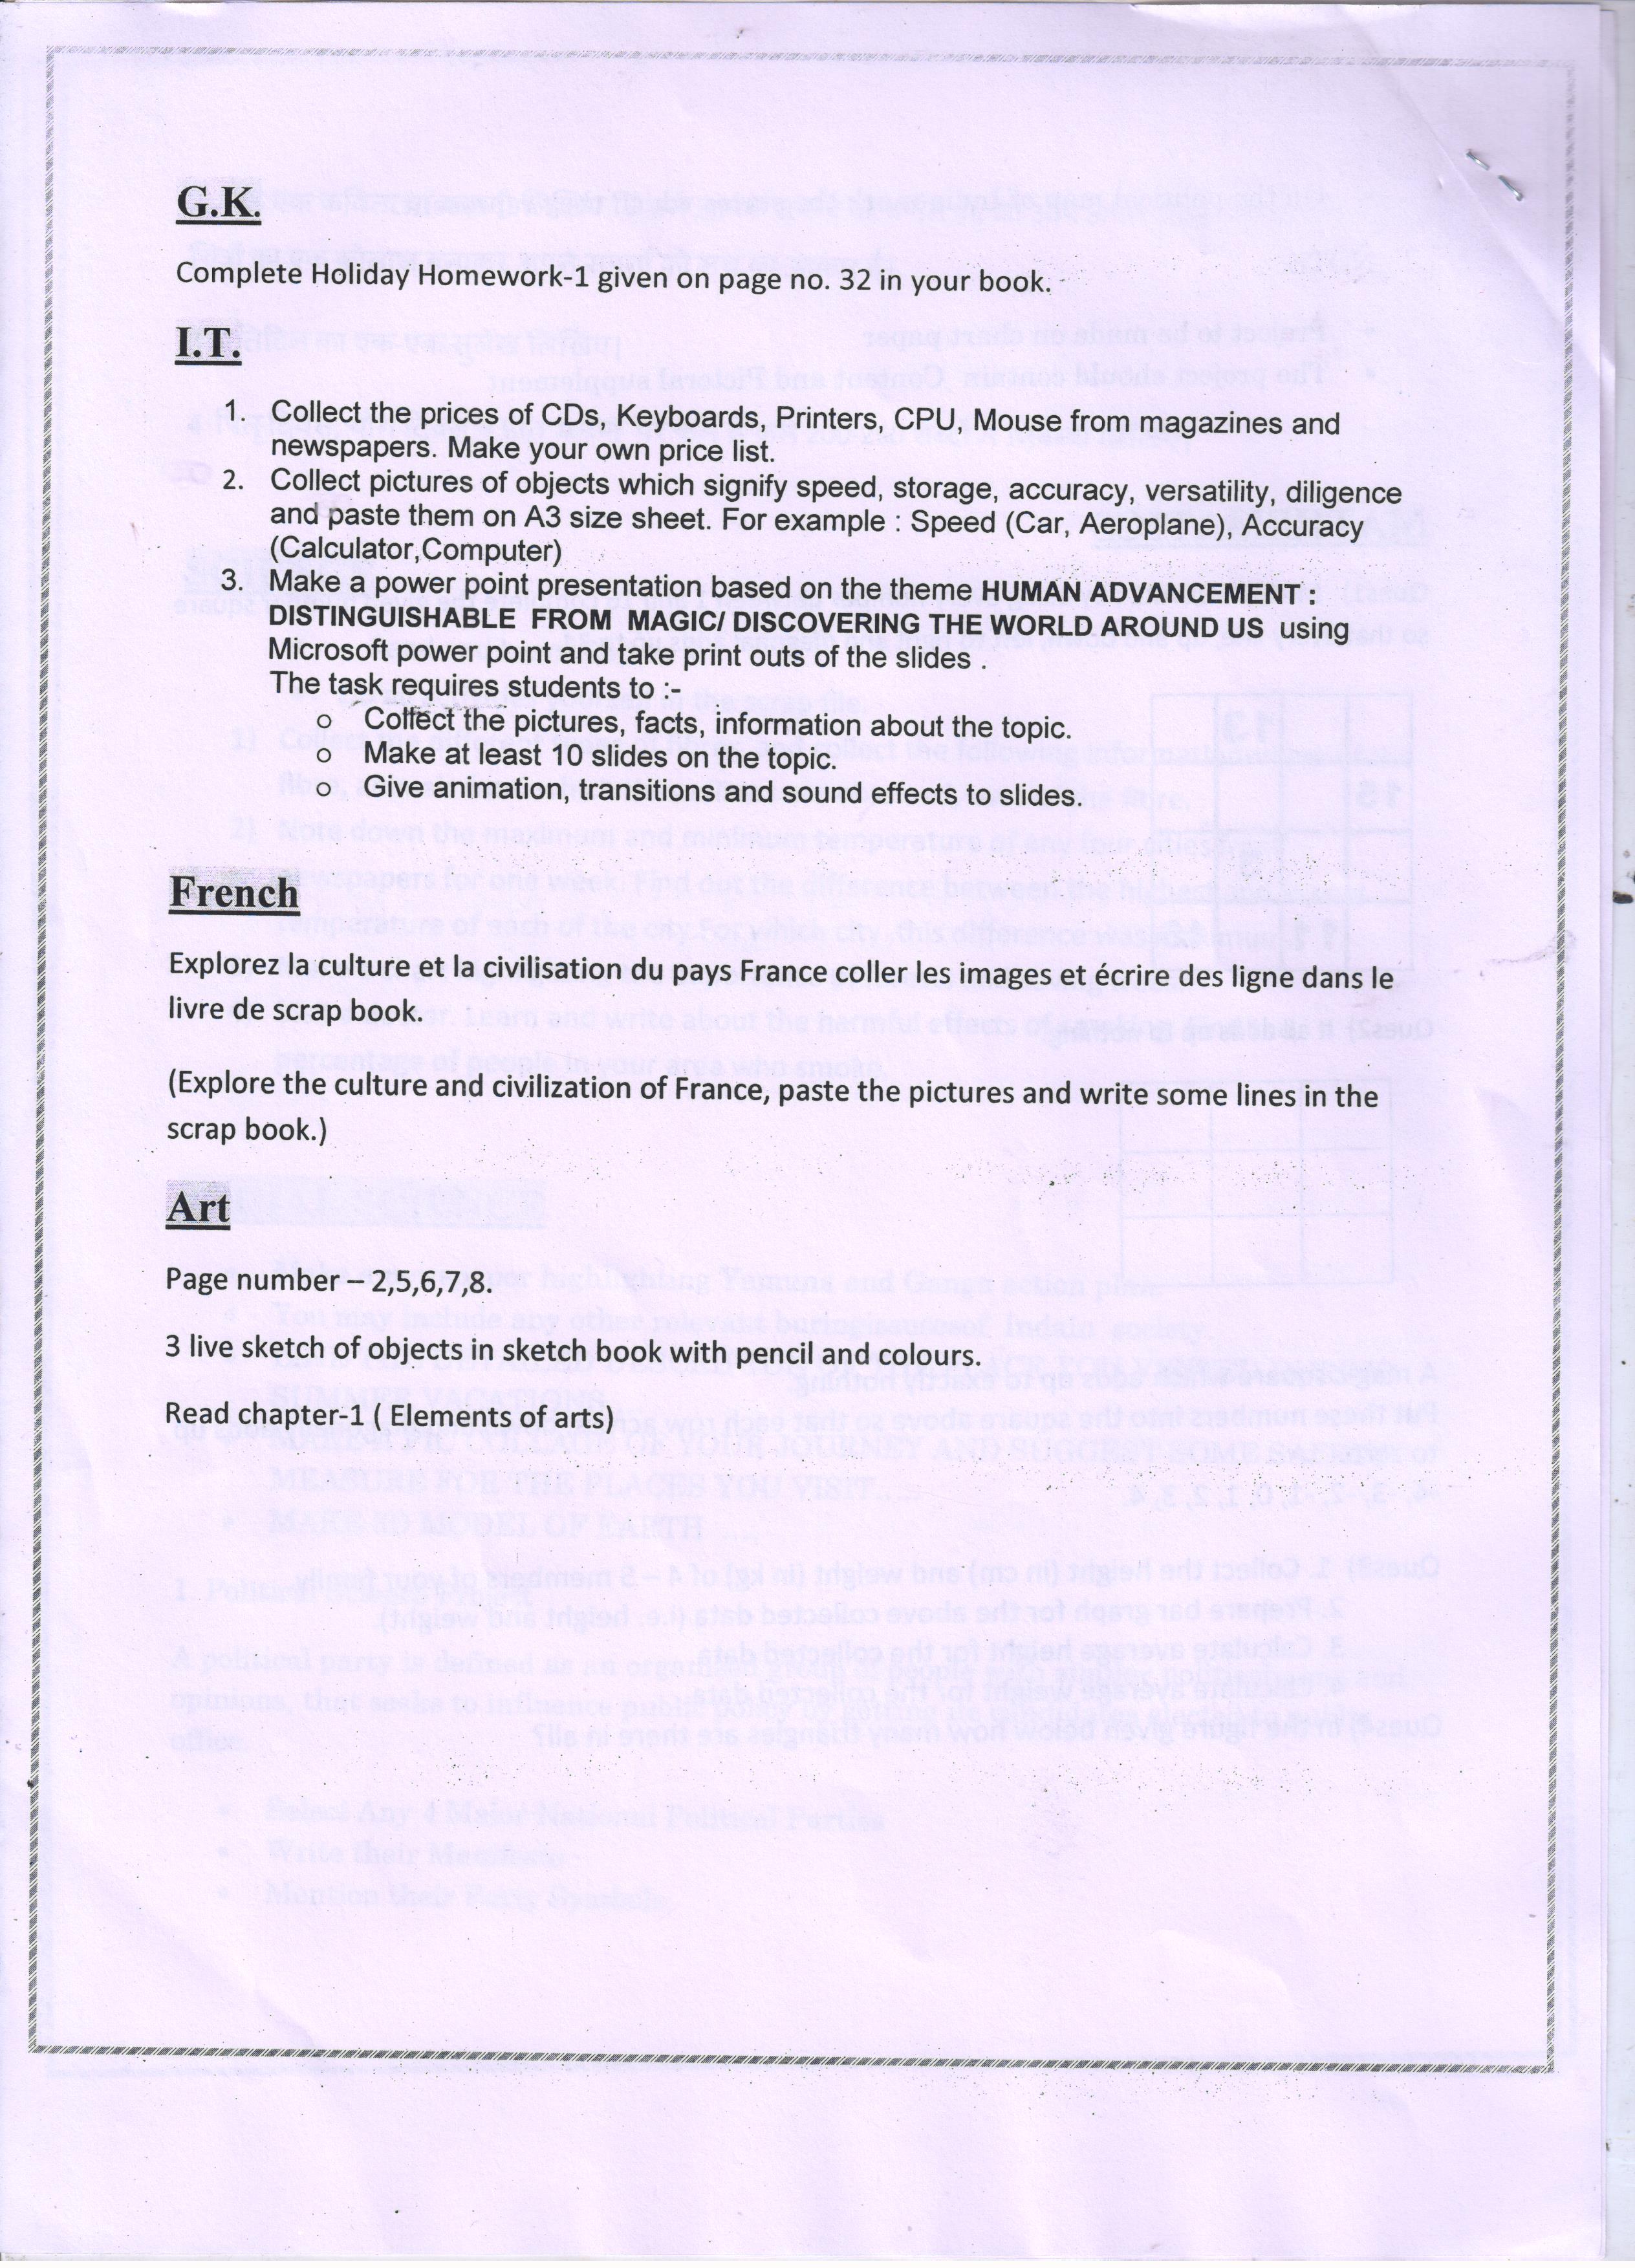 G.K.
Complete Holiday Homework-1 given on page no. 32 in your book.
I.T.
1. Collect the prices of CDs, Keyboards, Printers, CPU, Mouse from magazines and
newspapers. Make your own price list.
2. Collect pictures of objects which signify speed, storage, accuracy, versatility, diligence
and paste them on A3 size sheet. For example : Speed (Car, Aeroplane), Accuracy
(Calculator,Computer)
3. Make a power point presentation based on the theme HUMAN ADVANCEMENT :
DISTINGUISHABLE FROM MAGIC/ DISCOVERING THE WORLD AROUND US using
Microsoft power point and take print outs of the slides .
The task requires students to :-
o Collect the pictures, facts, information about the topic.
o Make at least 10 slides on the topic.
o Give animation, transitions and sound effects to slides.
French
Explorez la culture et la civilisation du pays France coller les images et écrire des ligne dans le
livre de scrap book.
(Explore the culture and civilization of France, paste the pictures and write some lines in the
scrap book.)
Art
Page number – 2,5,6,7,8.
3 live sketch of objects in sketch book with pencil and colours.
Read chapter-1 ( Elements of arts)